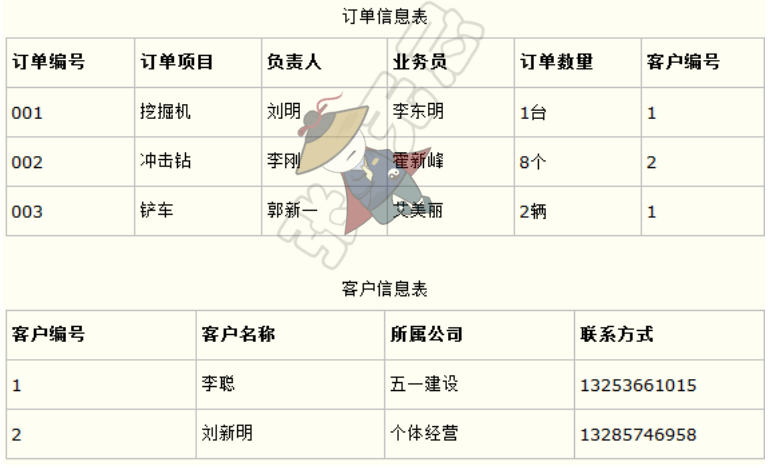 订单信息表
订单编号 订单项目 负责人 业务员 订单数量 客户编号
001 挖掘机 刘明 李东明 1台 1
002 冲击钻 李刚 霍新峰 8个 2
003 铲车 郭新一 艾美丽 2辆 1
客户信息表
客户编号 客户名称 所属公司 联系方式
1 李聪 五一建设 13253661015
2 刘新明 个体经营 13285746958